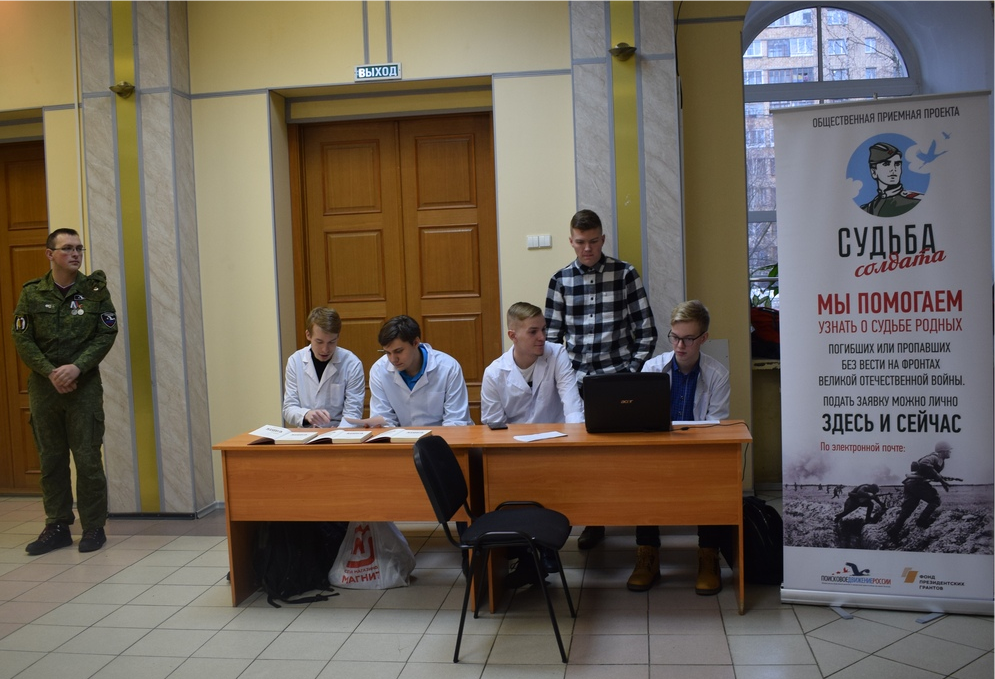 ВЫХОД
ОБЩЕСТВЕННАЯ ПРИЕМНАЯ ПРОЕКТА
СУДЬБА
солдата
МЫ ПОМОГАЕМ
УЗНАТЬ О СУДЬБЕ РОДНЫХ
ПОГИБШИХ ИЛИ ПРОПАВШИХ
БЕЗ ВЕСТИ НА ФРОНТАХ
ВЕЛИКОЙ ОТЕЧЕСТВЕННОЙ ВОЙНЫ.
ПОДАТЬ ЗАЯВКУ МОЖНО ЛИЧНО
ЗДЕСЬ И СЕЙЧАС
По электронной почте:
ПОИСКОВОЕ ДВИЖЕНИЕ РОССИИ
ФОНД
ПРЕЗИДЕНТСКИХ
ГРАНТОВ
acer
МАГНИТ